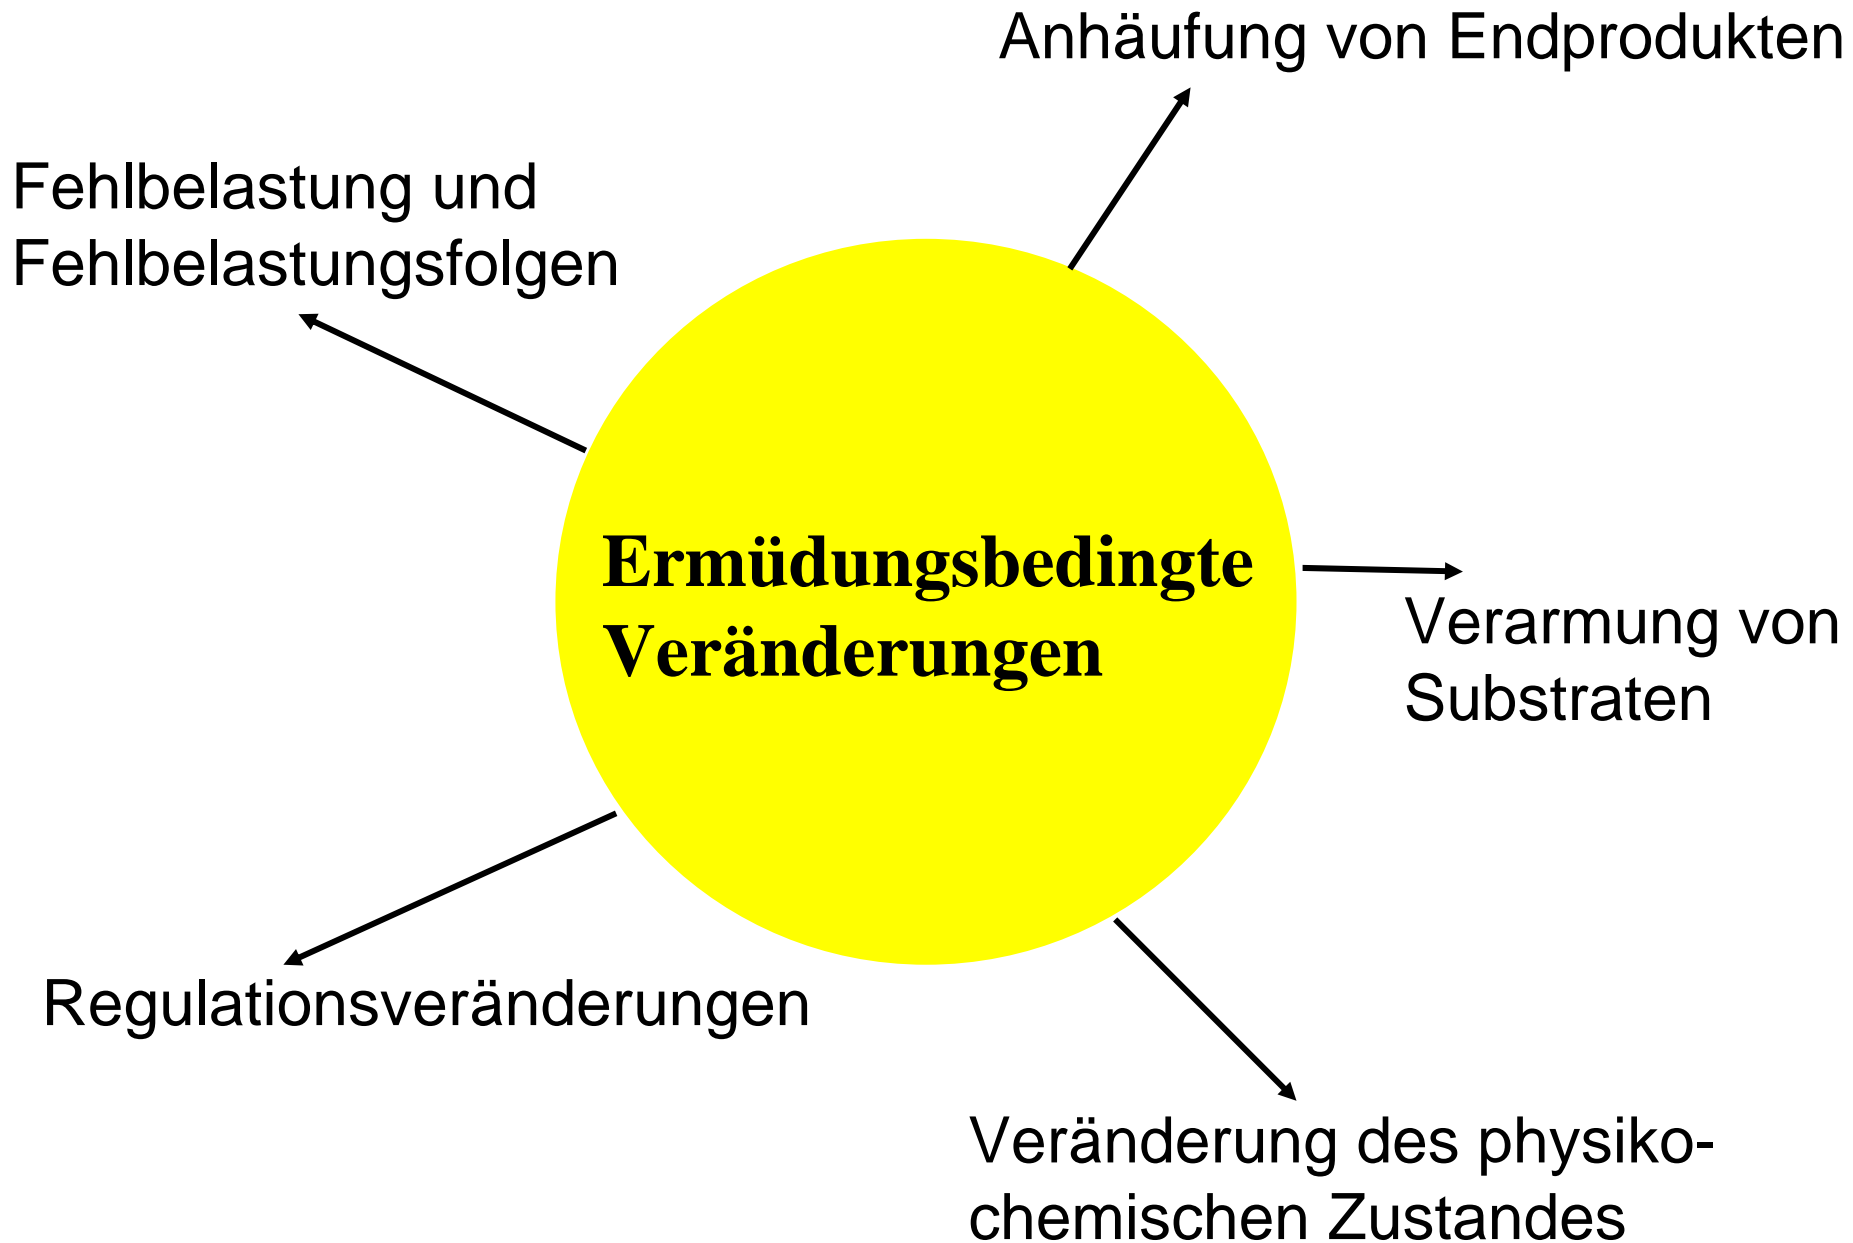 Anhäufung von Endprodukten
Fehlbelastung und
Fehlbelastungsfolgen
Ermüdungsbedingte
Veränderungen
Verarmung von
Substraten
Regulationsveränderungen
Veränderung des physiko-
chemischen Zustandes